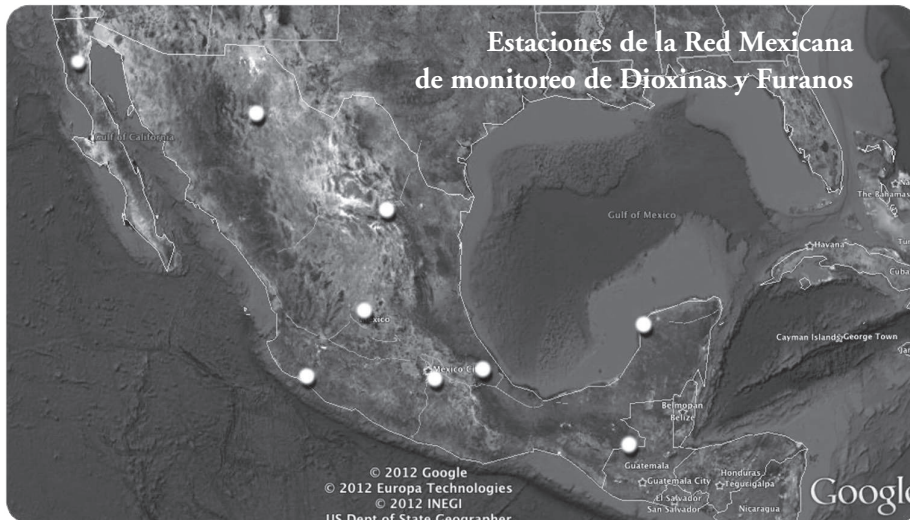 Estaciones de la Red Mexicana
de monitoreo de Dioxinas y Furanos
Gulf of California
The Bahamas
Gulf of Mexico
Havana
Cuba
xico
Cayman Islands George Town
Mexico Ci
Belmopan
Belize
Guatemala
Guatemala City
Honduras
Tegucigalpa
El Salvador
San Salvador
Nicaragua
© 2012 Google
© 2012 Europa Technologies
© 2012 INEGI
US Dept of State Geographer
Google